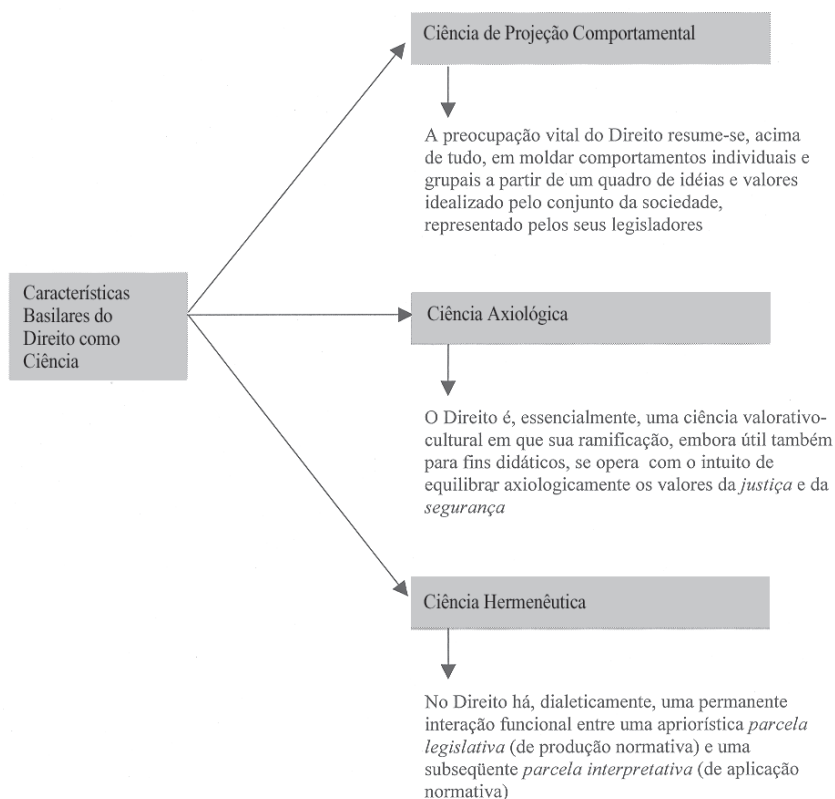 Ciência de Projeção Comportamental
A preocupação vital do Direito resume-se, acima
de tudo, em moldar comportamentos individuais e
grupais a partir de um quadro de idéias e valores
idealizado pelo conjunto da sociedade,
representado pelos seus legisladores
Características
Basilares do
Direito como
Ciência
Ciência Axiológica
O Direito é, essencialmente, uma ciência valorativo-
cultural em que sua ramificação, embora útil também
para fins didáticos, se opera com o intuito de
equilibrar axiologicamente os valores da justiça e da
segurança
Ciência Hermenêutica
No Direito há, dialeticamente, uma permanente
interação funcional entre uma apriorística parcela
legislativa (de produção normativa) e uma
subseqüente parcela interpretativa (de aplicação
normativa)